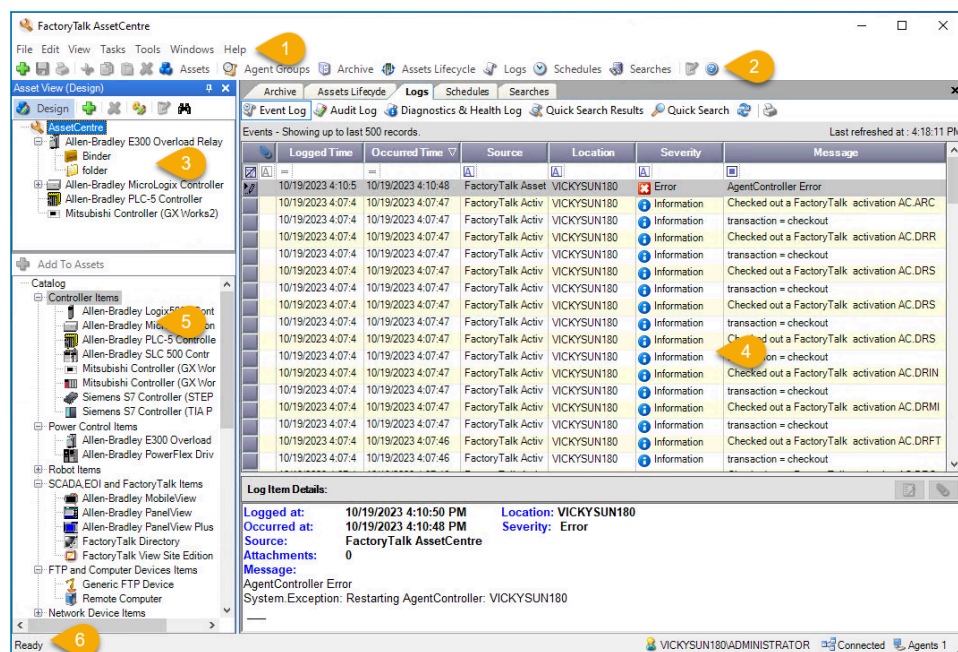 FactoryTalk AssetCentre
File Edit View Tasks Tools Windows Help
1
Assets Agent Groups Archive Assets Lifecycle Logs Schedules Searches
2
Asset View (Design)
Archive Assets Lifecycle Logs Schedules Searches
Design
Event Log Audit Log Diagnostics & Health Log Quick Search Results Quick Search
AssetCentre
Allen-Bradley E300 Overload Relay
Binder
folder
3
Allen-Bradley MicroLogix Controller
Allen-Bradley PLC-5 Controller
Mitsubishi Controller (GX Works2)
Events - Showing up to last 500 records. Last refreshed at : 4:18:11 PM
Logged Time Occurred Time Source Location Severity Message
10/19/2023 4:10:5 10/19/2023 4:10:48 FactoryTalk Asset VICKYSUN180 Error AgentController Error
10/19/2023 4:07:4 10/19/2023 4:07:47 FactoryTalk Activ VICKYSUN180 Information Checked out a FactoryTalk activation AC.ARC
10/19/2023 4:07:4 10/19/2023 4:07:47 FactoryTalk Activ VICKYSUN180 Information transaction = checkout
10/19/2023 4:07:4 10/19/2023 4:07:47 FactoryTalk Activ VICKYSUN180 Information Checked out a FactoryTalk activation AC.DRR
10/19/2023 4:07:4 10/19/2023 4:07:47 FactoryTalk Activ VICKYSUN180 Information transaction = checkout
10/19/2023 4:07:4 10/19/2023 4:07:47 FactoryTalk Activ VICKYSUN180 Information Checked out a FactoryTalk activation AC.DRS
10/19/2023 4:07:4 10/19/2023 4:07:47 FactoryTalk Activ VICKYSUN180 Information transaction = checkout
10/19/2023 4:07:4 10/19/2023 4:07:47 FactoryTalk Activ VICKYSUN180 Information Checked out a FactoryTalk activation AC.DRS
10/19/2023 4:07:4 10/19/2023 4:07:47 FactoryTalk Activ VICKYSUN180 Information transaction = checkout
10/19/2023 4:07:4 10/19/2023 4:07:47 FactoryTalk Activ VICKYSUN180 Information out a FactoryTalk activation AC.DRS
10/19/2023 4:07:4 10/19/2023 4:07:47 FactoryTalk Activ VICKYSUN180 Information = checkout
4
10/19/2023 4:07:4 10/19/2023 4:07:47 FactoryTalk Activ VICKYSUN180 Information Checked out a FactoryTalk activation AC.DRIN
10/19/2023 4:07:4 10/19/2023 4:07:47 FactoryTalk Activ VICKYSUN180 Information transaction = checkout
10/19/2023 4:07:4 10/19/2023 4:07:47 FactoryTalk Activ VICKYSUN180 Information Checked out a FactoryTalk activation AC.DRMI
10/19/2023 4:07:4 10/19/2023 4:07:47 FactoryTalk Activ VICKYSUN180 Information transaction = checkout
10/19/2023 4:07:4 10/19/2023 4:07:46 FactoryTalk Activ VICKYSUN180 Information Checked out a FactoryTalk activation AC.DRFT
10/19/2023 4:07:4 10/19/2023 4:07:46 FactoryTalk Activ VICKYSUN180 Information transaction = checkout
Add To Assets
Catalog
Controller Items
Allen-Bradley Logix5
Allen-Bradley
5
Allen-Bradley PLC-5 Controlle
Allen-Bradley SLC 500 Contr
Mitsubishi Controller (GX Wor
Mitsubishi Controller (GX Wor
Siemens S7 Controller (STEP
Siemens S7 Controller (TIA P
Power Control Items
Allen-Bradley E300 Overload
Allen-Bradley PowerFlex Driv
Robot Items
SCADA,EOI and FactoryTalk Items
Allen-Bradley MobileView
Allen-Bradley PanelView
Allen-Bradley PanelView Plus
FactoryTalk Directory
FactoryTalk View Site Edition
FTP and Computer Devices Items
Generic FTP Device
Remote Computer
Network Device Items
Log Item Details:
Logged at: 10/19/2023 4:10:50 PM Location: VICKYSUN180
Occurred at: 10/19/2023 4:10:48 PM Severity: Error
Source: FactoryTalk AssetCentre
Attachments: 0
Message:
AgentController Error
System.Exception: Restarting AgentController: VICKYSUN180
Ready
6
VICKYSUN180\ADMINISTRATOR Connected Agents 1